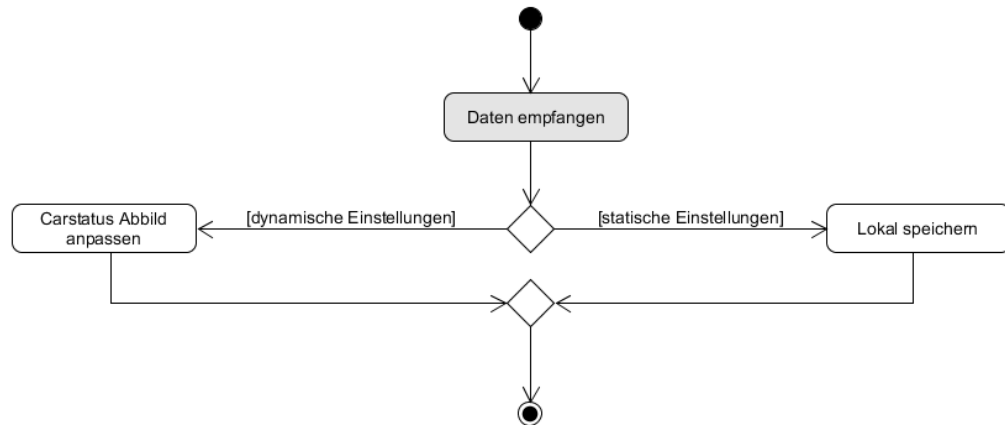 Daten empfangen
Carstatus Abbild
anpassen
[dynamische Einstellungen]
[statische Einstellungen]
Lokal speichern